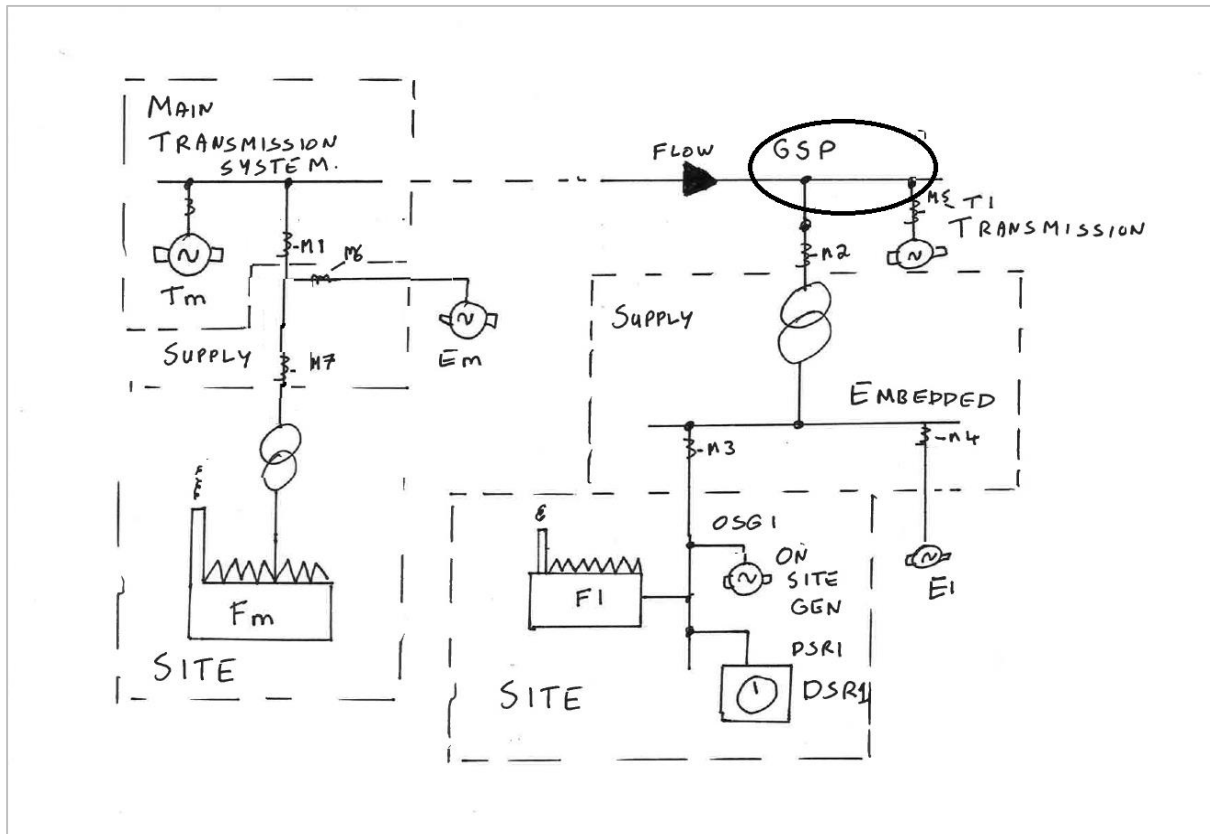 MAIN
TRANSMISSION
SYSTEM.
FLOW
GSP
M5
T1
TRANSMISSION
M1
M6
M2
Tm
Em
SUPPLY
M7
SUPPLY
EMBEDDED
M3
M4
OSG1
ON
SITE
GEN
E1
F1
Fm
DSR1
DSR1
SITE
SITE